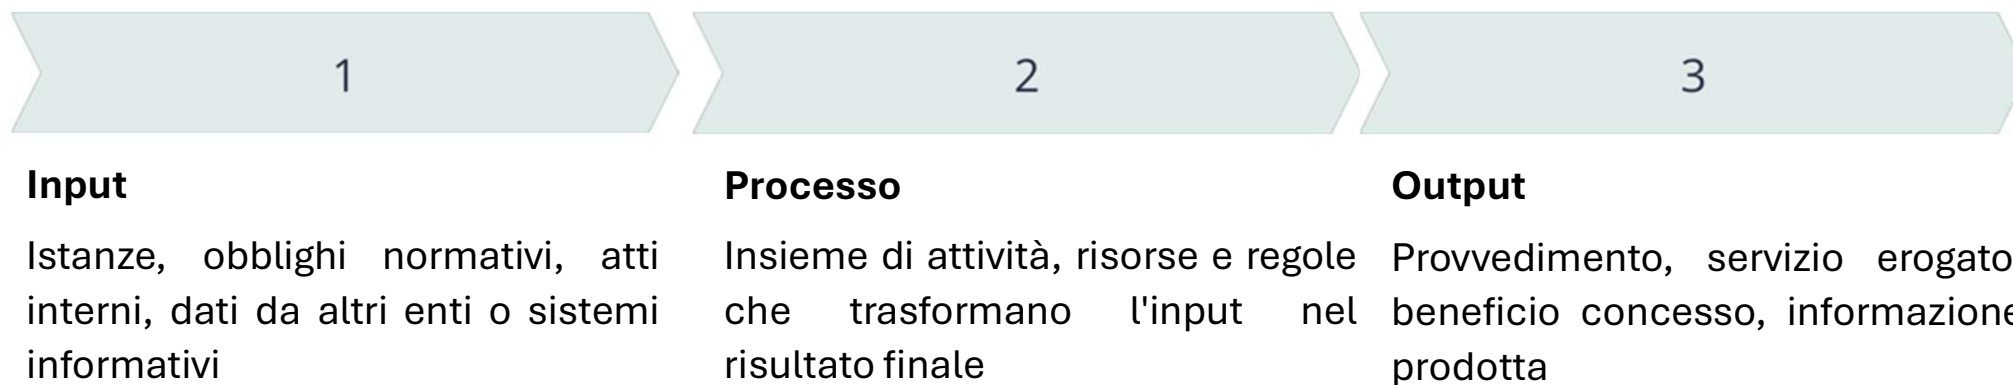 1
2
3
Input
Istanze, obblighi normativi, atti
interni, dati da altri enti o sistemi
informativi
Processo
Insieme di attività, risorse e regole
che trasformano l'input nel
risultato finale
Output
Provvedimento, servizio erogato
beneficio concesso, informazione
prodotta